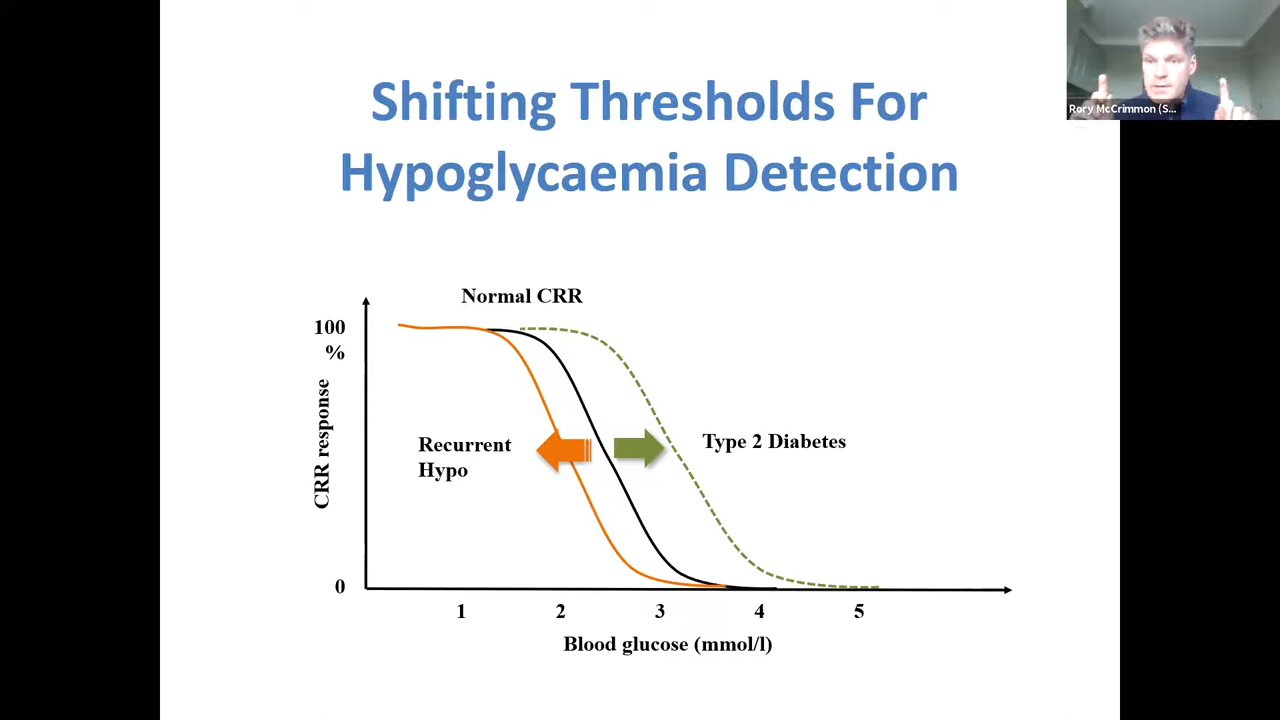 Shifting Thresholds For
Hypoglycaemia Detection
Rory McCrimmon (S...
Normal CRR
100
%
CRR response
Recurrent
Hypo
Type 2 Diabetes
0
1 2 3 4 5
Blood glucose (mmol/l)